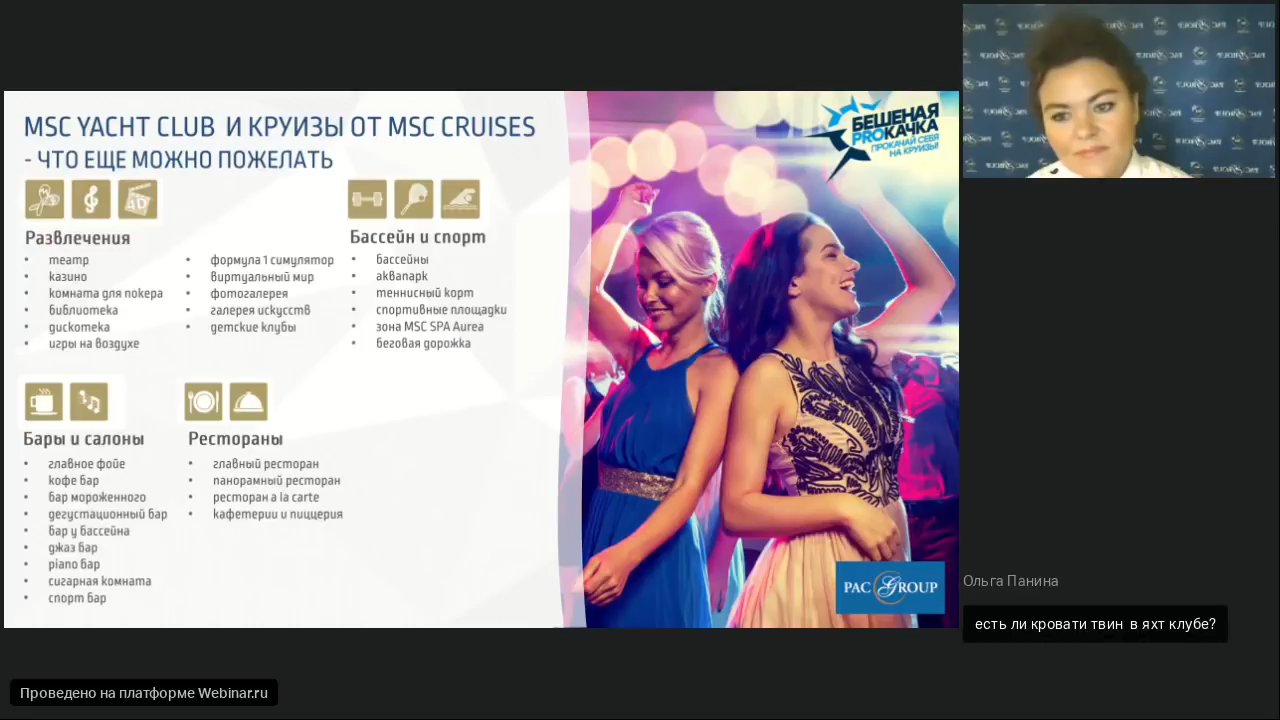 MSC YACHT CLUB И КРУИЗЫ ОТ MSC CRUISES
- ЧТО ЕЩЕ МОЖНО ПОЖЕЛАТЬ
БЕШЕНАЯ
PROКАЧКА
ПРОКАЧАЙ СЕБЯ
НА КРУИЗЫ!
4D
Развлечения
• театр
• казино
• комната для покера
• библиотека
• дискотека
• игры на воздухе
• формула 1 симулятор
• виртуальный мир
• фотогалерея
• галерея искусств
• детские клубы
Бассейн и спорт
• бассейны
• аквапарк
• теннисный корт
• спортивные площадки
• зона MSC SPA Aurea
• беговая дорожка
Бары и салоны
• главное фойе
• кофе бар
• бар мороженного
• дегустационный бар
• бар у бассейна
• джаз бар
• piano бар
• сигарная комната
• спорт бар
Рестораны
• главный ресторан
• панорамный ресторан
• ресторан a la carte
• кафетерии и пиццерия
PAC GROUP
Ольга Панина
есть ли кровати твин в яхт клубе?
Проведено на платформе Webinar.ru